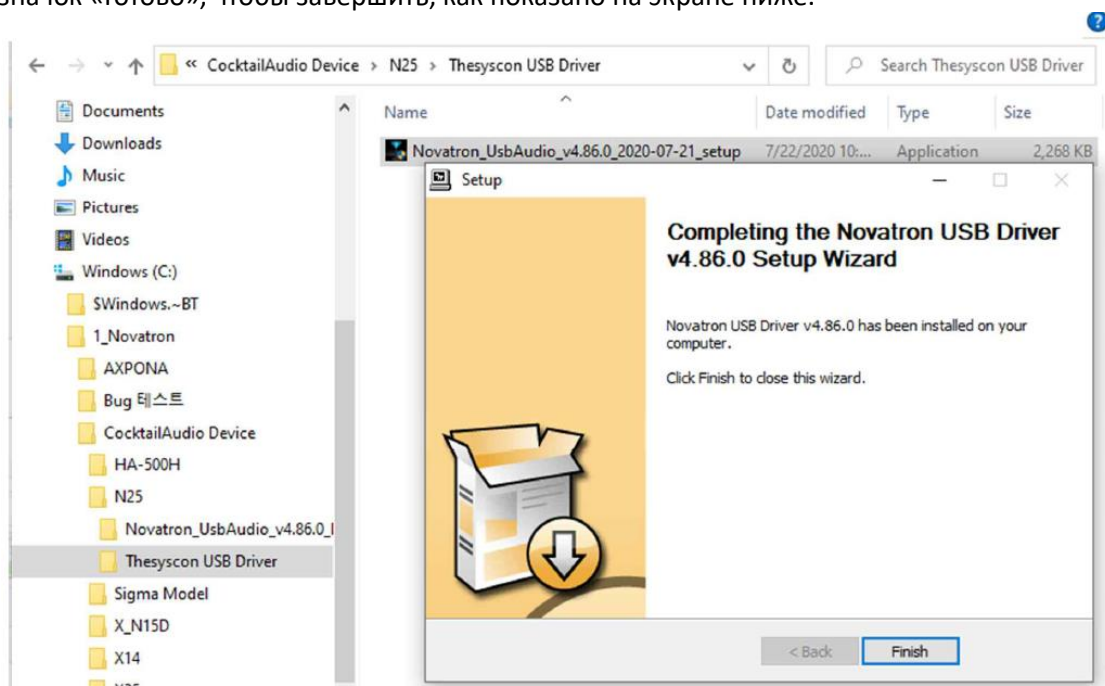 значок «готово», чтобы завершить, как показано на экране ниже.
?
« CocktailAudio Device > N25 > Thesyscon USB Driver
Search Thesyscon USB Driver
Name Date modified Type Size
Novatron_UsbAudio_v4.86.0_2020-07-21_setup 7/22/2020 10:... Application 2,268 KB
Documents
Downloads
Music
Pictures
Videos
Windows (C:)
$Windows.~BT
1_Novatron
AXPONA
Bug 테스트
CocktailAudio Device
HA-500H
N25
Novatron_UsbAudio_v4.86.0_
Thesyscon USB Driver
Sigma Model
X_N15D
X14
Setup
Completing the Novatron USB Driver
v4.86.0 Setup Wizard
Novatron USB Driver v4.86.0 has been installed on your
computer.
Click Finish to close this wizard.
< Back Finish